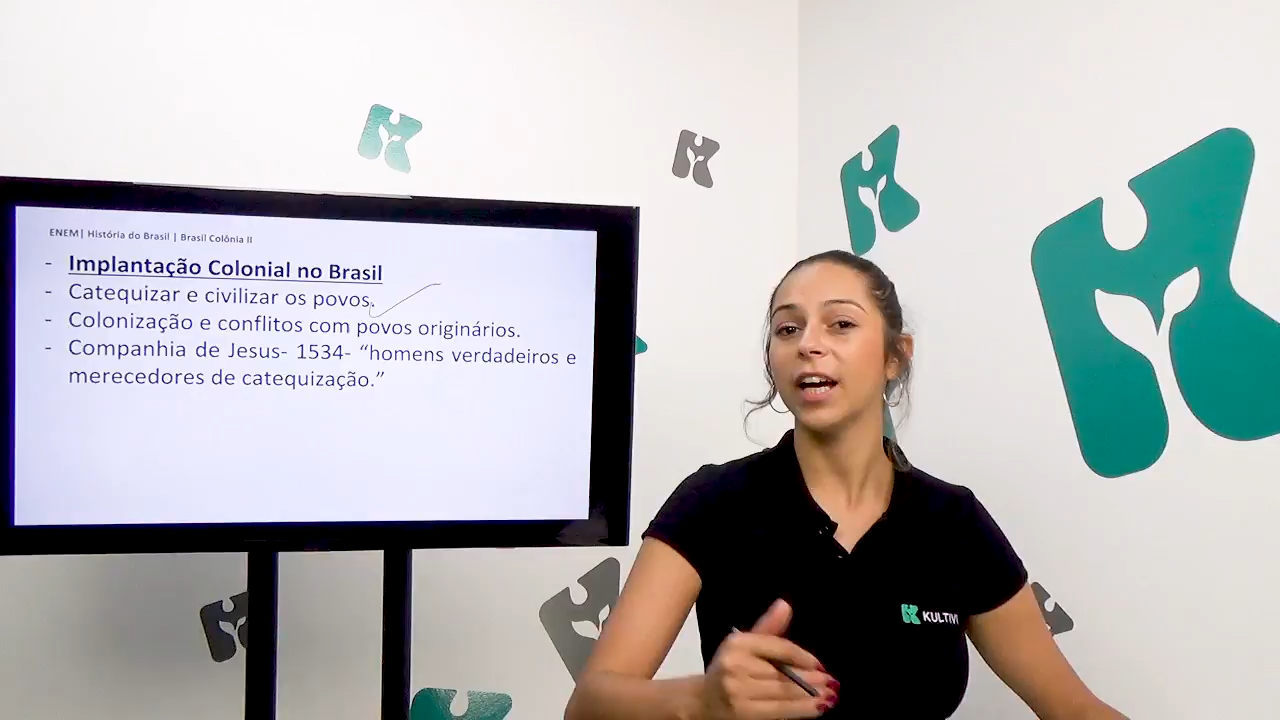 ENEM| História do Brasil | Brasil Colônia II
- Implantação Colonial no Brasil
- Catequizar e civilizar os povos.
- Colonização e conflitos com povos originários.
- Companhia de Jesus- 1534- “homens verdadeiros e
merecedores de catequização.”
KULTIVI